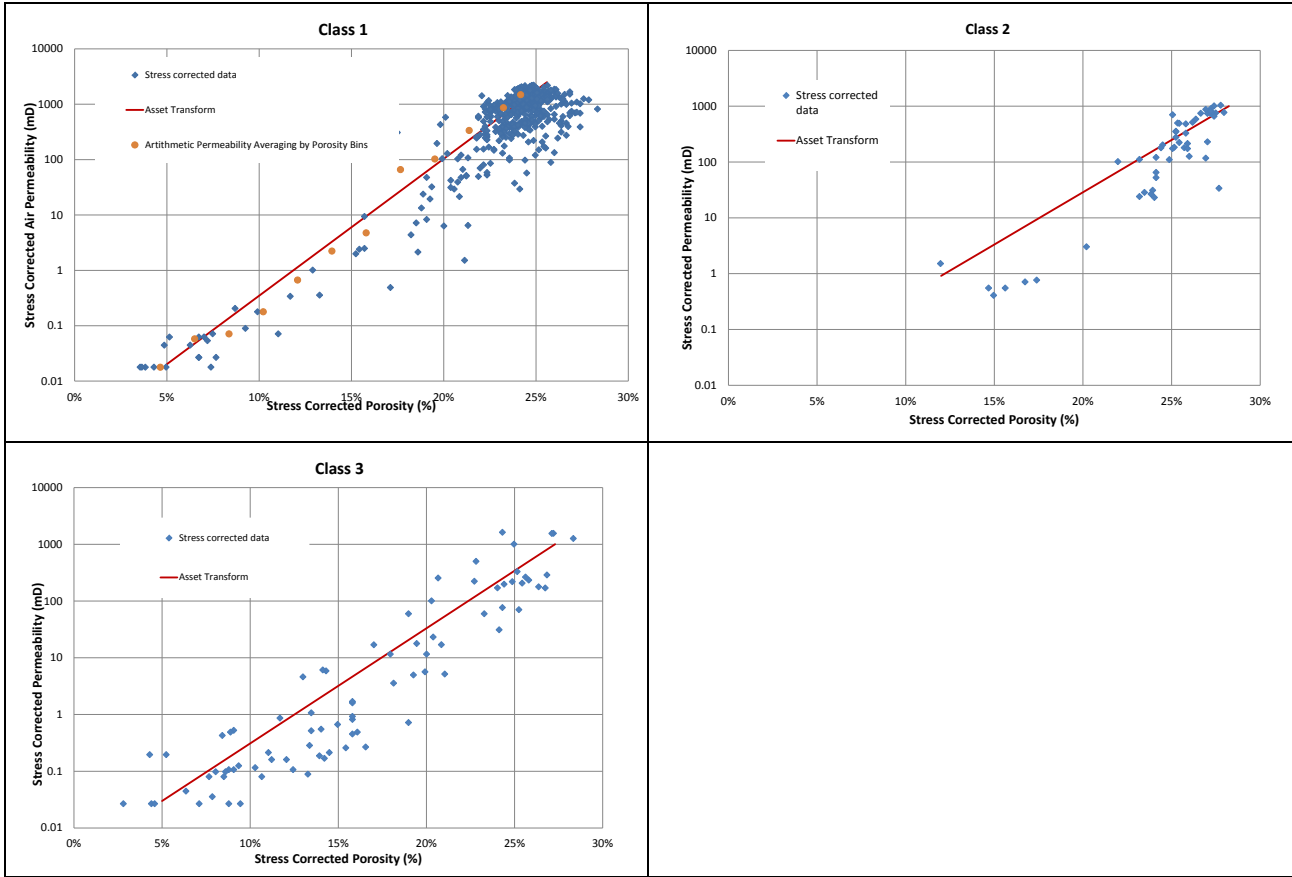 Class 1
10000
1000
100
10
1
0.1
0.01
Stress Corrected Air Permeability (mD)
Stress corrected data
Asset Transform
Artithmetic Permeability Averaging by Porosity Bins
0% 5% 10% 15% 20% 25% 30%
Stress Corrected Porosity (%)
Class 2
10000
1000
100
10
1
0.1
0.01
Stress Corrected Permeability (mD)
Stress corrected
data
Asset Transform
0% 5% 10% 15% 20% 25% 30%
Stress Corrected Porosity (%)
Class 3
10000
1000
100
10
1
0.1
0.01
Stress Corrected Permeability (mD)
Stress corrected data
Asset Transform
0% 5% 10% 15% 20% 25% 30%
Stress Corrected Porosity (%)